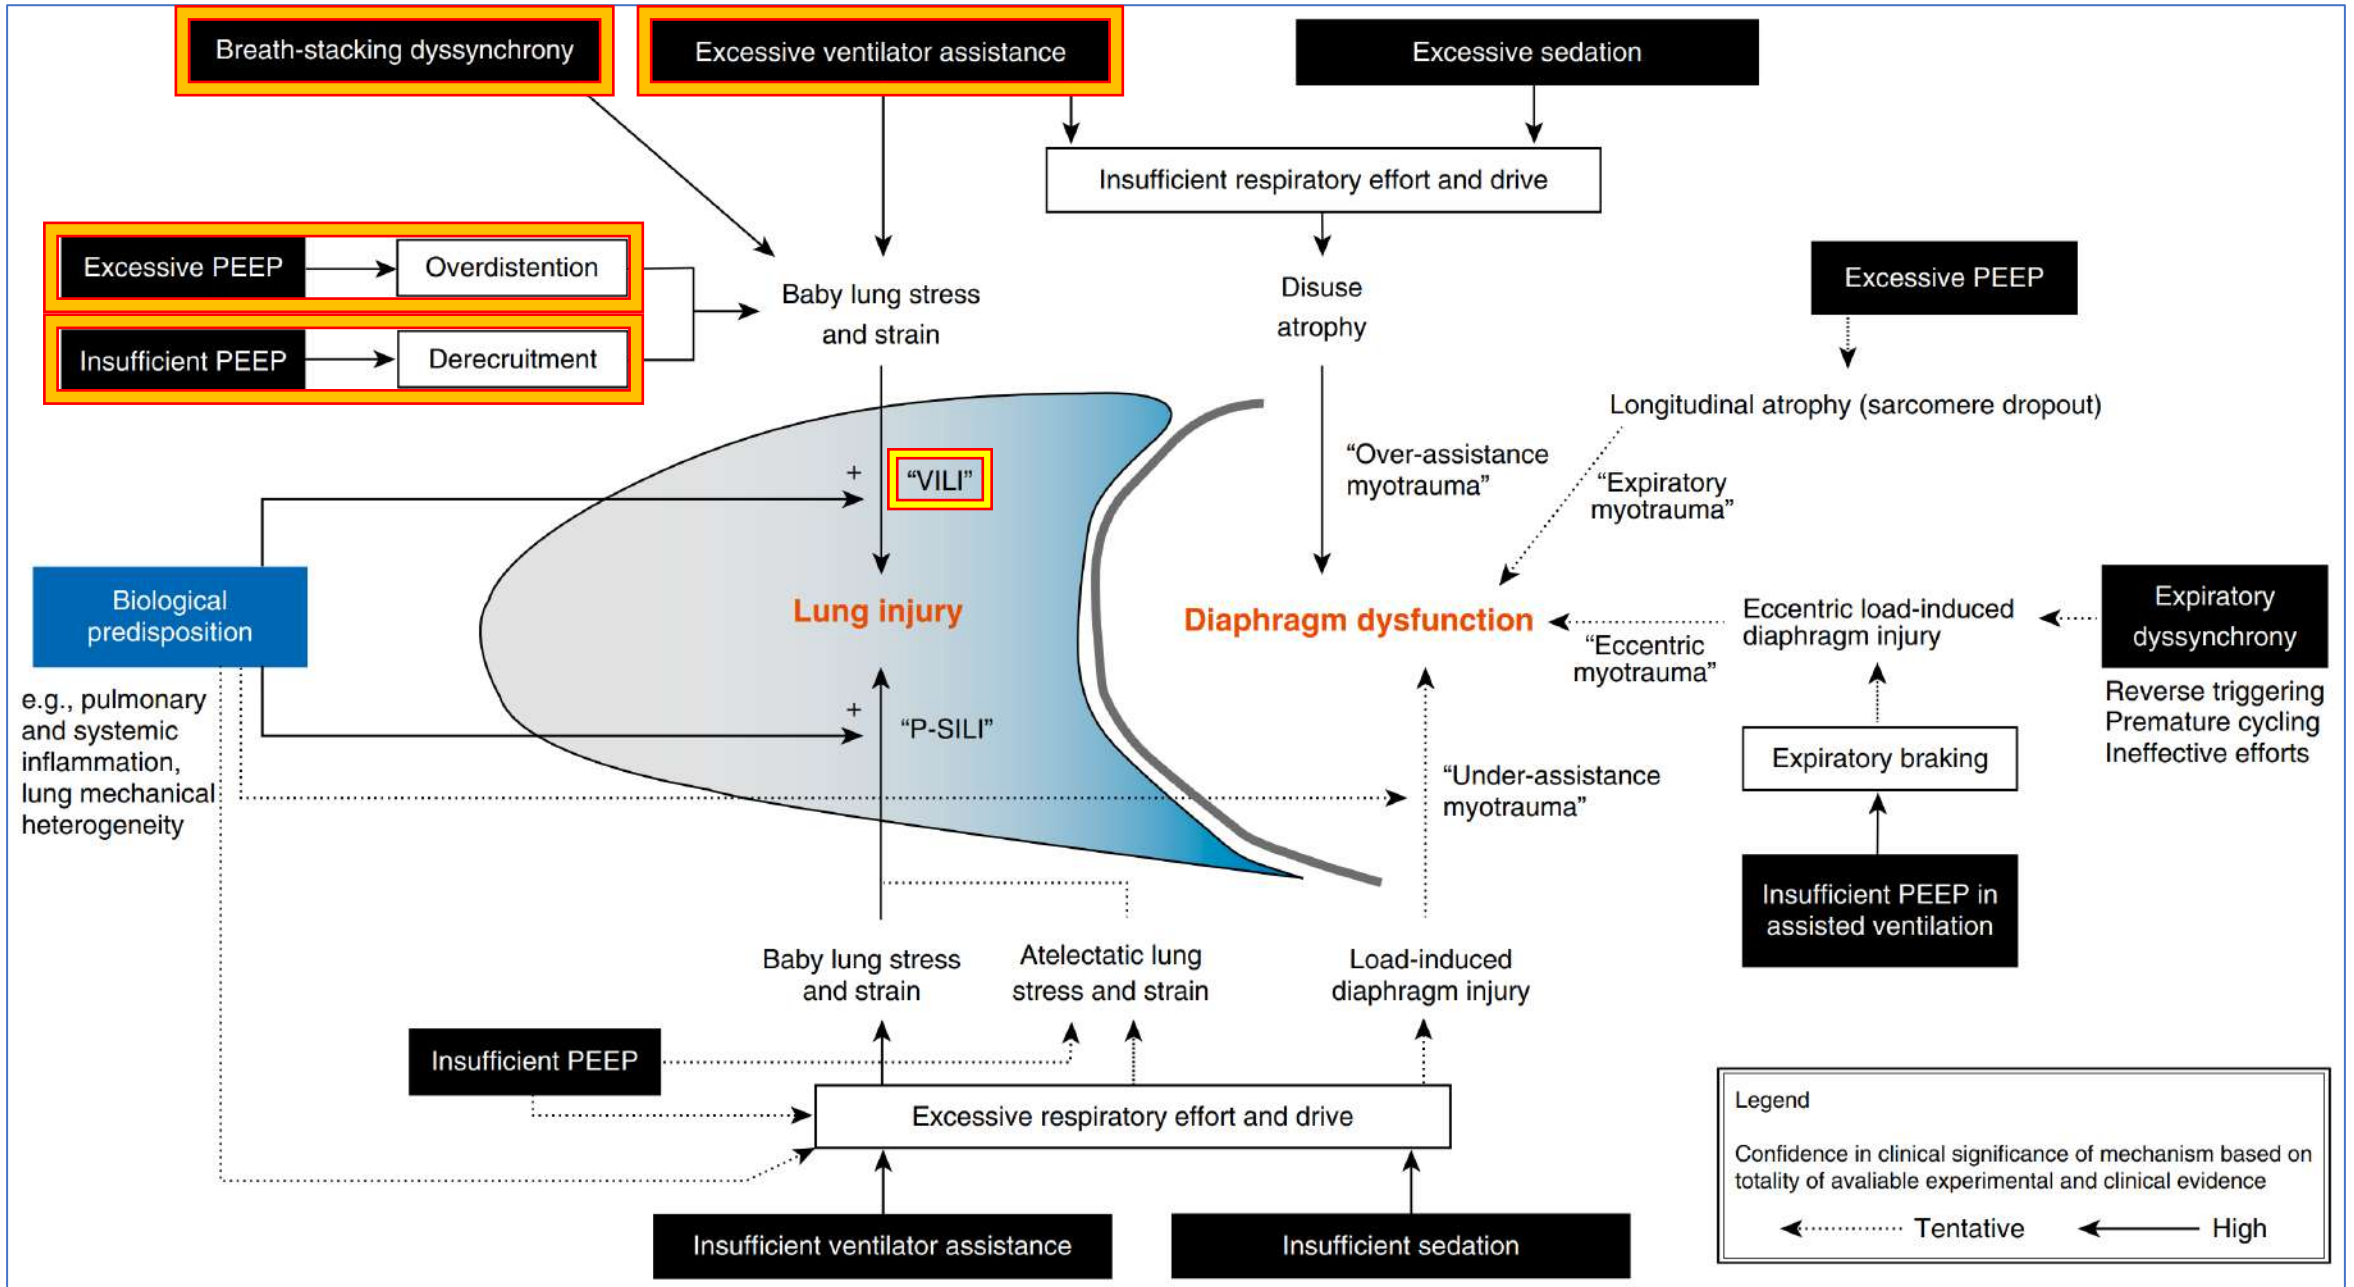 Breath-stacking dyssynchrony
Excessive ventilator assistance
Excessive sedation
Insufficient respiratory effort and drive
Excessive PEEP
Overdistention
Insufficient PEEP
Derecruitment
Baby lung stress
and strain
Disuse
atrophy
Excessive PEEP
Longitudinal atrophy (sarcomere dropout)
+
“VILI”
“Over-assistance
myotrauma”
“Expiratory
myotrauma”
Biological
predisposition
e.g., pulmonary
and systemic
inflammation,
lung mechanical
heterogeneity
Lung injury
Diaphragm dysfunction
Eccentric load-induced
diaphragm injury
“Eccentric
myotrauma”
Expiratory
dyssynchrony
Reverse triggering
Premature cycling
Ineffective efforts
+
“P-SILI”
Expiratory braking
“Under-assistance
myotrauma”
Insufficient PEEP in
assisted ventilation
Baby lung stress
and strain
Atelectatic lung
stress and strain
Load-induced
diaphragm injury
Insufficient PEEP
Excessive respiratory effort and drive
Insufficient ventilator assistance
Insufficient sedation
Legend
Confidence in clinical significance of mechanism based on
totality of avaliable experimental and clinical evidence
Tentative
High